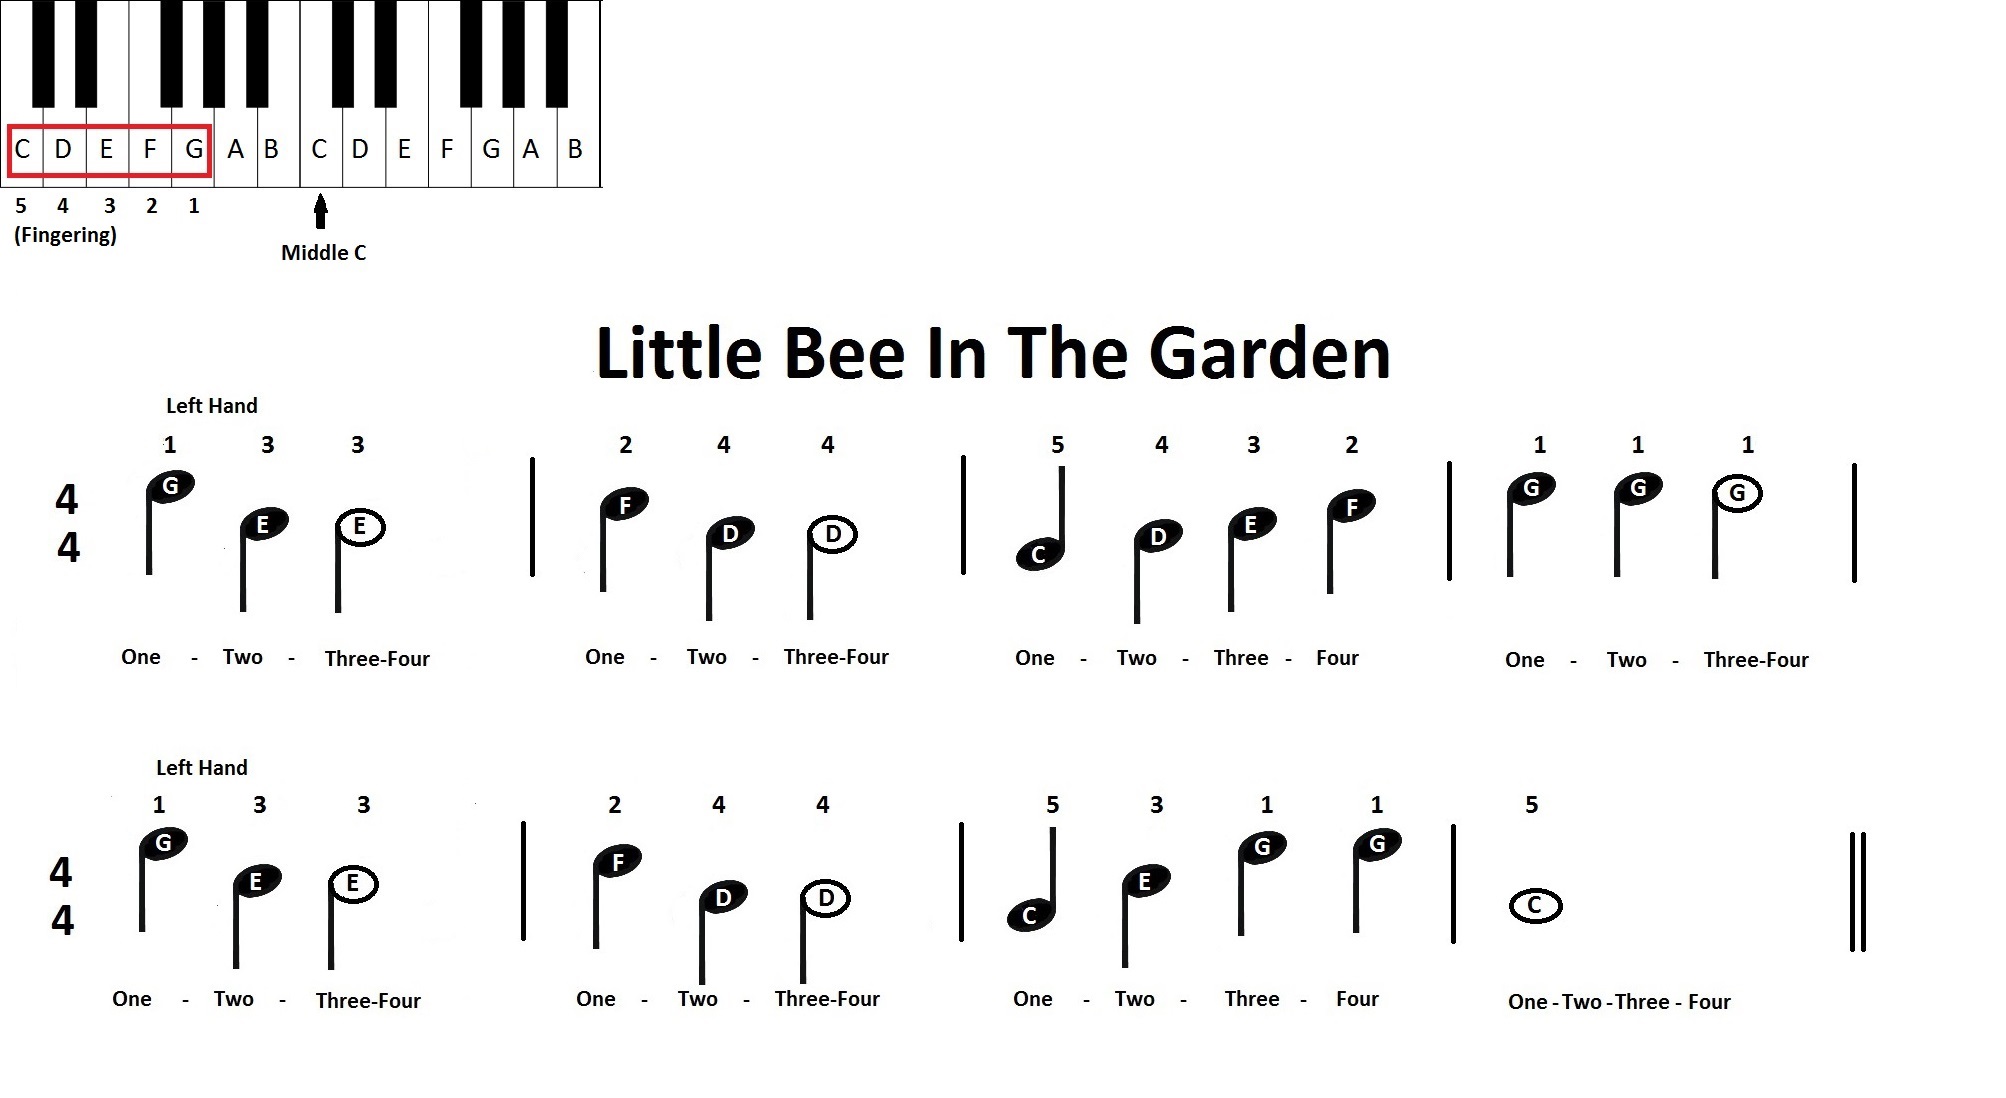 C D E F G A B C D E F G A B
5 4 3 2 1
(Fingering)
Middle C
Little Bee In The Garden
Left Hand
1 3 3 2 4 4 5 4 3 2 1 1 1
4
4
G E E F D D C D E F G G G
One - Two - Three-Four One - Two - Three-Four One - Two - Three - Four One - Two - Three-Four
Left Hand
1 3 3 2 4 4 5 3 1 1 5
4
4
G E E F D D C E G G C
One - Two - Three-Four One - Two - Three-Four One - Two - Three - Four One - Two - Three - Four